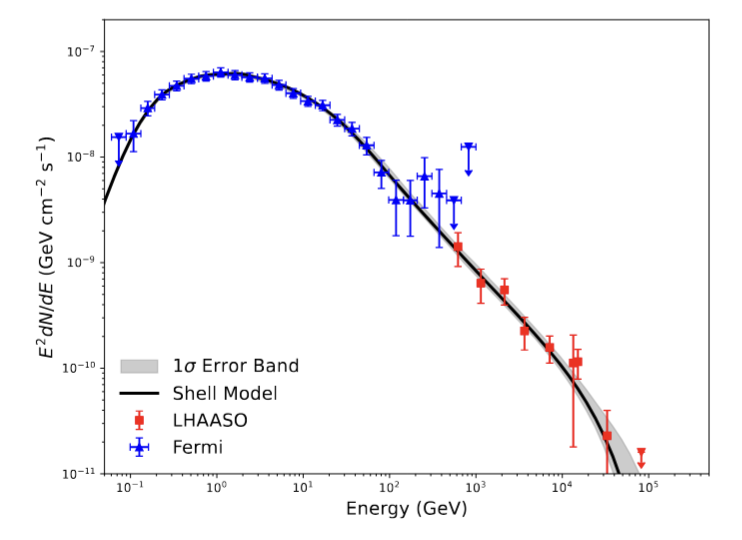 10⁻⁷
10⁻⁸
10⁻⁹
10⁻¹⁰
10⁻¹¹
E²dN/dE (GeV cm⁻² s⁻¹)
1σ Error Band
Shell Model
LHAASO
Fermi
10⁻¹ 10⁰ 10¹ 10² 10³ 10⁴ 10⁵
Energy (GeV)